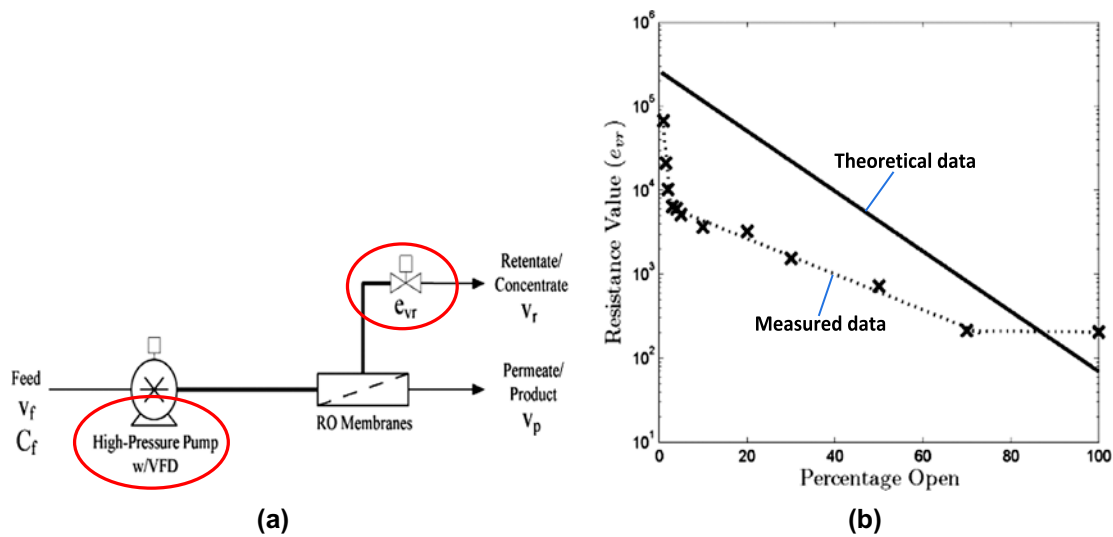 Feed
v_f
C_f
High-Pressure Pump
w/VFD
RO Membranes
e_vr
Retentate/
Concentrate
v_r
Permeate/
Product
v_p
(a)
Resistance Value (e_vr)
10^6
10^5
10^4
10^3
10^2
10^1
Theoretical data
Measured data
0
20
40
60
80
100
Percentage Open
(b)